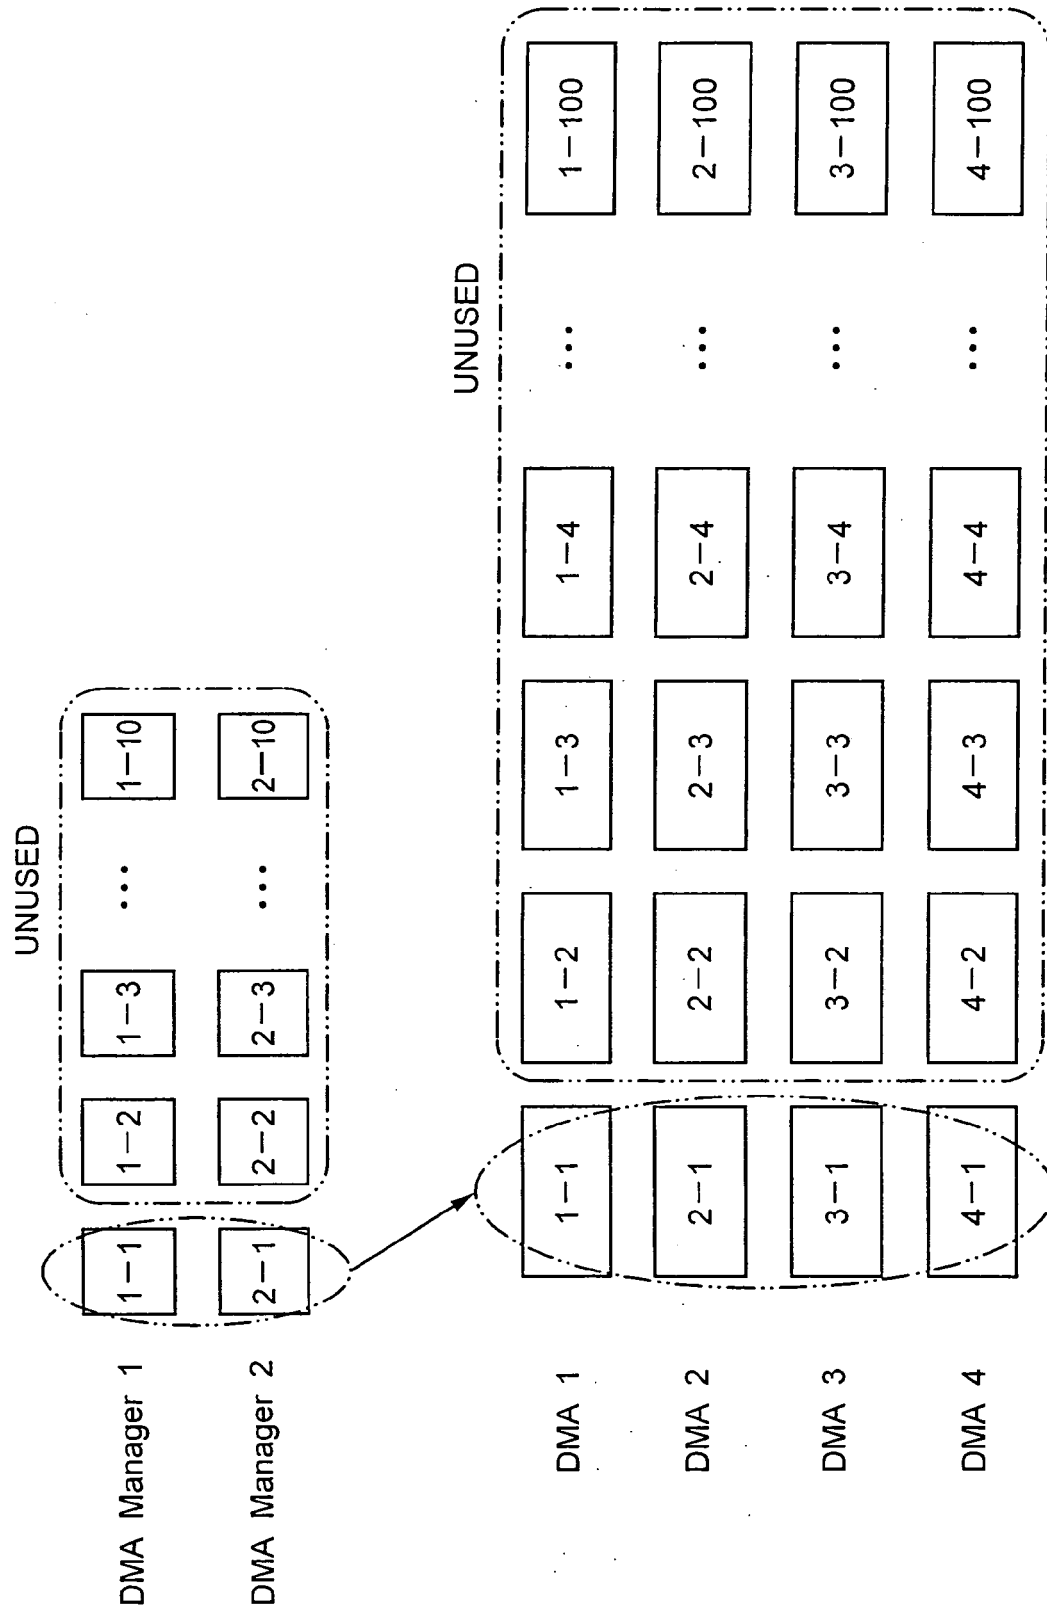 UNUSED
DMA Manager 1 1−1 1−2 1−3 ... 1−10
DMA Manager 2 2−1 2−2 2−3 ... 2−10
UNUSED
DMA 1 1−1 1−2 1−3 1−4 ... 1−100
DMA 2 2−1 2−2 2−3 2−4 ... 2−100
DMA 3 3−1 3−2 3−3 3−4 ... 3−100
DMA 4 4−1 4−2 4−3 4−4 ... 4−100